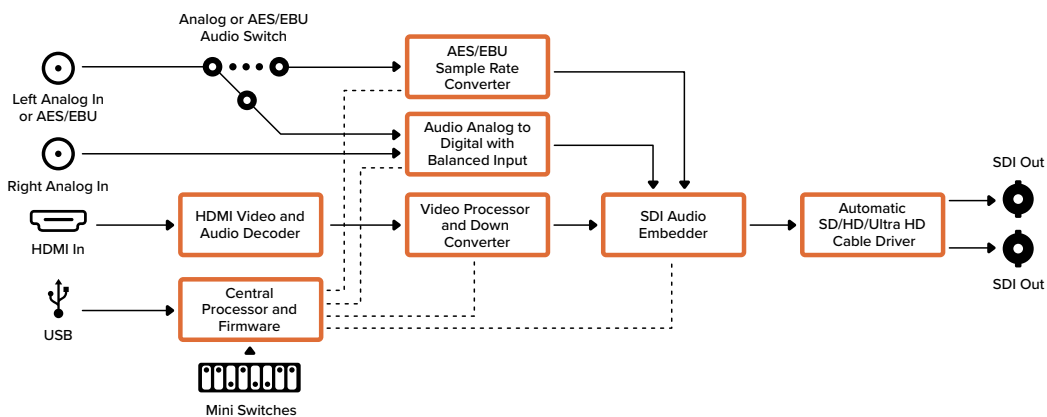 Analog or AES/EBU
Audio Switch
AES/EBU
Sample Rate
Converter
Left Analog In
or AES/EBU
Audio Analog to
Digital with
Balanced Input
Right Analog In
SDI Out
HDMI Video and
Audio Decoder
Video Processor
and Down
Converter
SDI Audio
Embedder
Automatic
SD/HD/Ultra HD
Cable Driver
HDMI In
SDI Out
Central
Processor and
Firmware
USB
Mini Switches